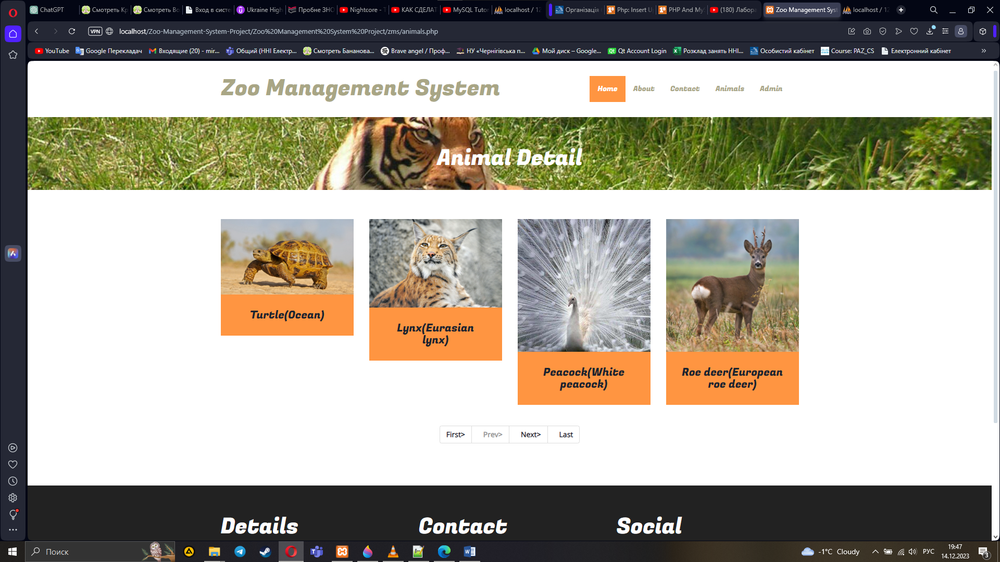 ChatGPT
Смотреть Кр
Смотреть Во
Вход в систе
Ukraine High
Пробне ЗНО
Nightcore - T
КАК СДЕЛАТ
MySQL Tutor
localhost / 12
Організація
Php: Insert U
PHP And My
(180) Лабора
Zoo Management Syst
localhost / 12
VPN
localhost/Zoo-Management-System-Project/Zoo%20Management%20System%20Project/zms/animals.php
YouTube
Google Перекладач
Входящие (20) - mir...
Общий (ННІ Електр...
Смотреть Бананова...
Brave angel / Проф...
НУ «Чернігівська п...
Мой диск – Google...
Qt Account Login
Розклад занять ННІ...
Особистий кабінет
Course: PAZ_CS
Електронний кабінет
Zoo Management System
Home
About
Contact
Animals
Admin
Animal Detail
Turtle(Ocean)
Lynx(Eurasian
lynx)
Peacock(White
peacock)
Roe deer(European
roe deer)
First>
Prev>
Next>
Last
Details
Contact
Social
Поиск
-1°C Cloudy
РУС
19:47
14.12.2023
3